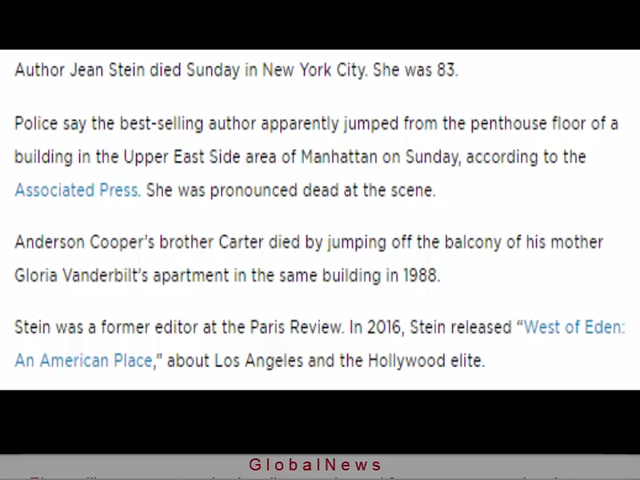 Author Jean Stein died Sunday in New York City. She was 83.
Police say the best-selling author apparently jumped from the penthouse floor of a
building in the Upper East Side area of Manhattan on Sunday, according to the
Associated Press. She was pronounced dead at the scene.
Anderson Cooper's brother Carter died by jumping off the balcony of his mother
Gloria Vanderbilt's apartment in the same building in 1988.
Stein was a former editor at the Paris Review. In 2016, Stein released “West of Eden:
An American Place,” about Los Angeles and the Hollywood elite.
GlobalNews